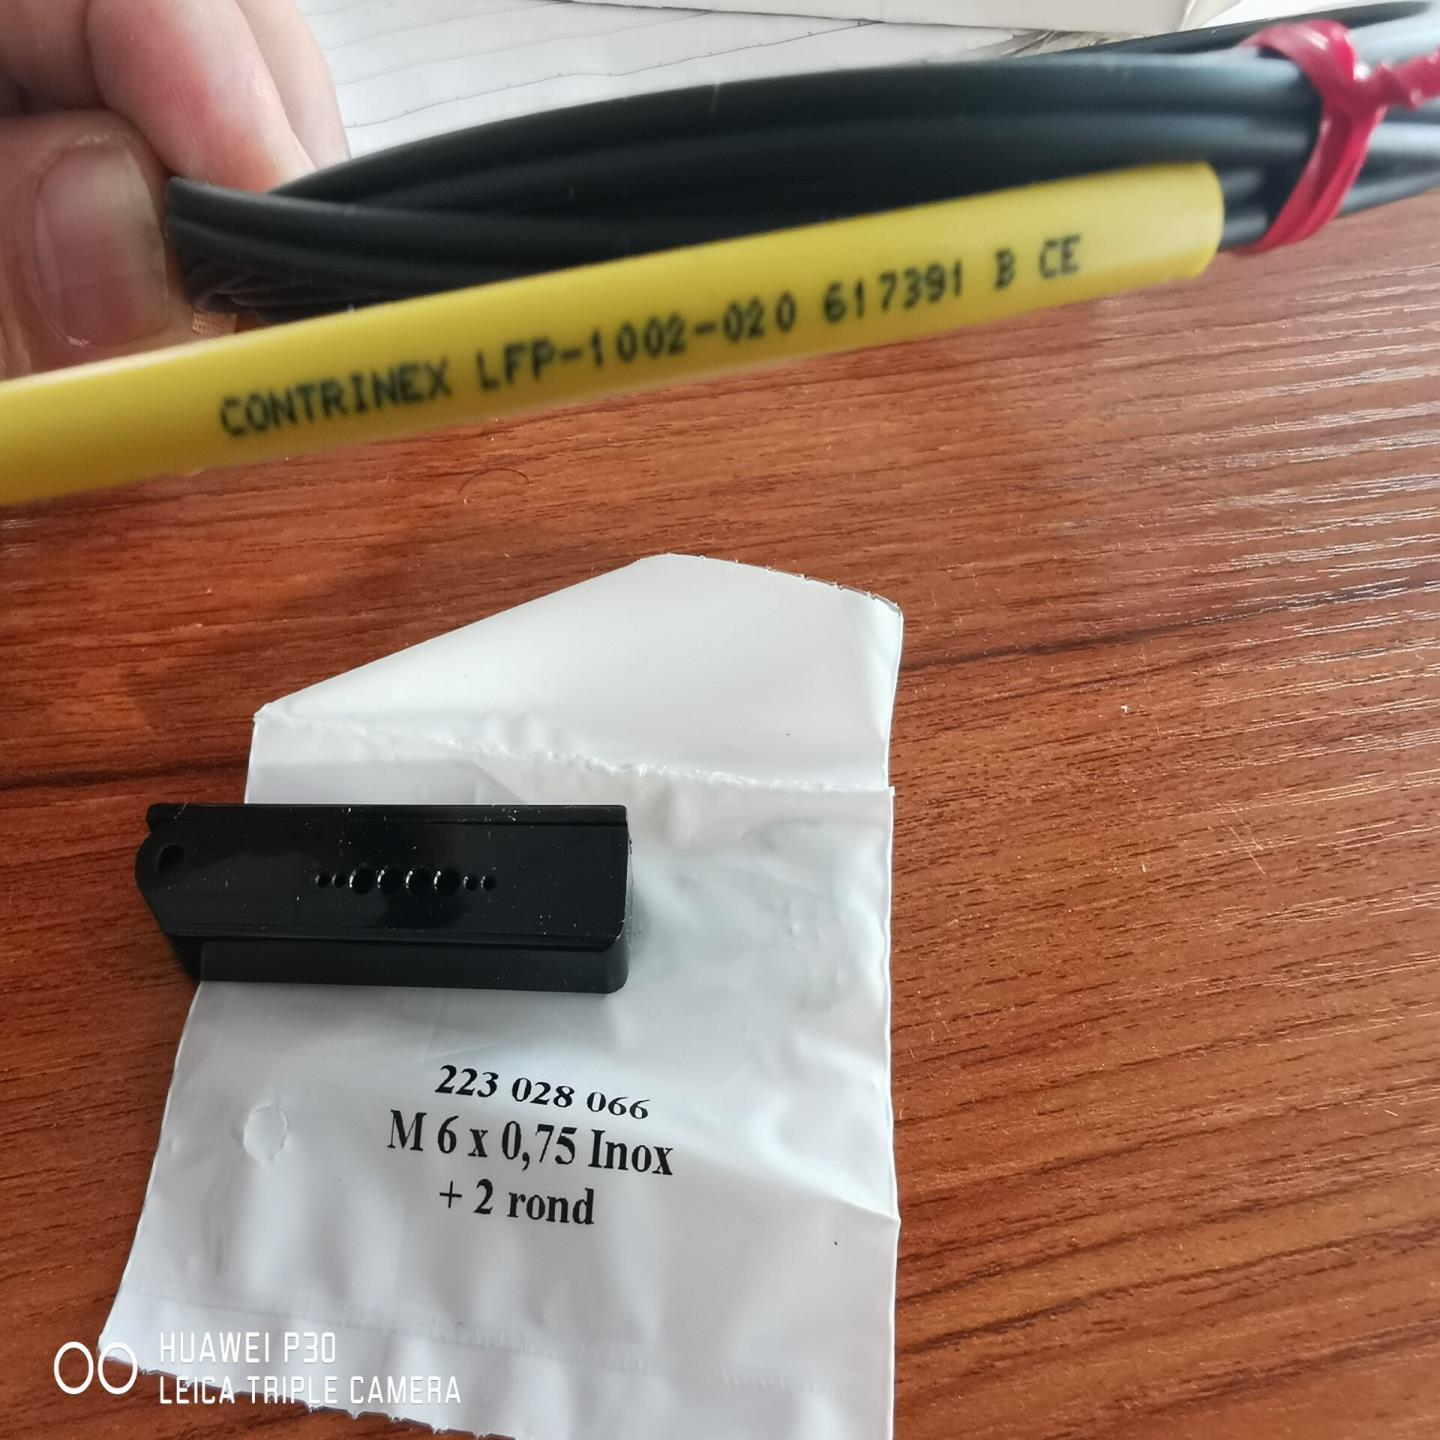 CONTRINEX LFP-1002-020 617391 B CE
223 028 066
M 6 x 0,75 Inox
+ 2 rond
HUAWEI P30
LEICA TRIPLE CAMERA